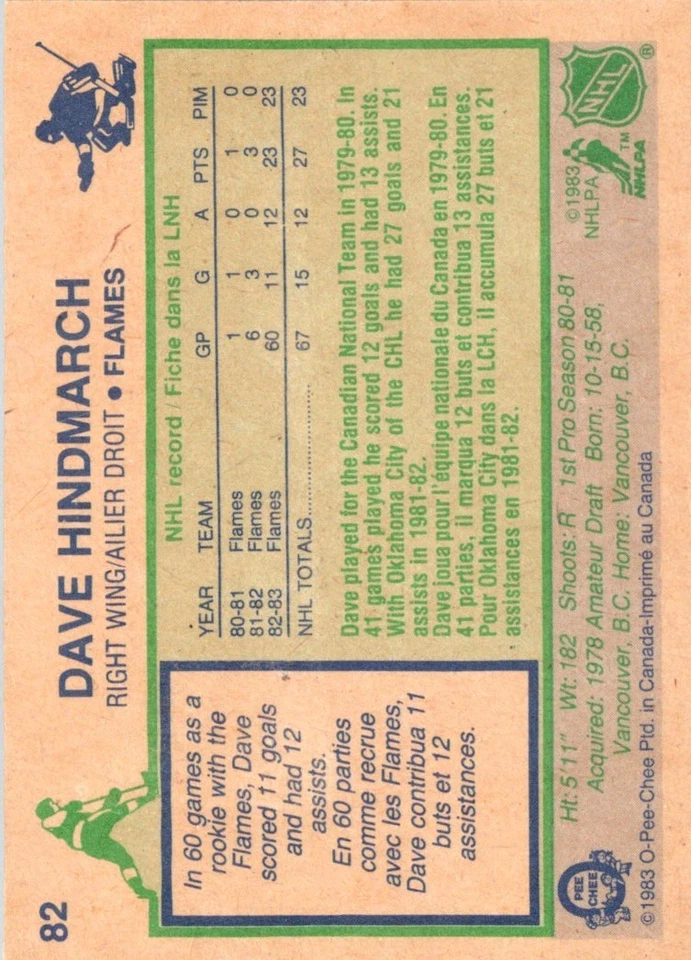 82
DAVE HINDMARCH
RIGHT WING/AILIER DROIT • FLAMES
In 60 games as a
rookie with the
Flames, Dave
scored 11 goals
and had 12
assists.
En 60 parties
comme recrue
avec les Flames,
Dave contribua 11
buts et 12
assistances.
NHL record / Fiche dans la LNH
YEAR TEAM GP G A PTS PIM
80-81 Flames 1 1 0 1 0
81-82 Flames 6 3 0 3 0
82-83 Flames 60 11 12 23 23
NHL TOTALS.................... 67 15 12 27 23
Dave played for the Canadian National Team in 1979-80. In
41 games played he scored 12 goals and had 13 assists.
With Oklahoma City of the CHL he had 27 goals and 21
assists in 1981-82.
Dave joua pour l'équipe nationale du Canada en 1979-80. En
41 parties, il marqua 12 buts et contribua 13 assistances.
Pour Oklahoma City dans la LCH, il accumula 27 buts et 21
assistances en 1981-82.
O
PEE
CHEE
Ht: 5'11" Wt: 182 Shoots: R 1st Pro Season 80-81
Acquired: 1978 Amateur Draft Born: 10-15-58,
Vancouver, B.C. Home: Vancouver, B.C.
©1983
NHLPA
TM
NHLPA
NHL
®
©1983 O-Pee-Chee Ptd. in Canada-Imprimé au Canada